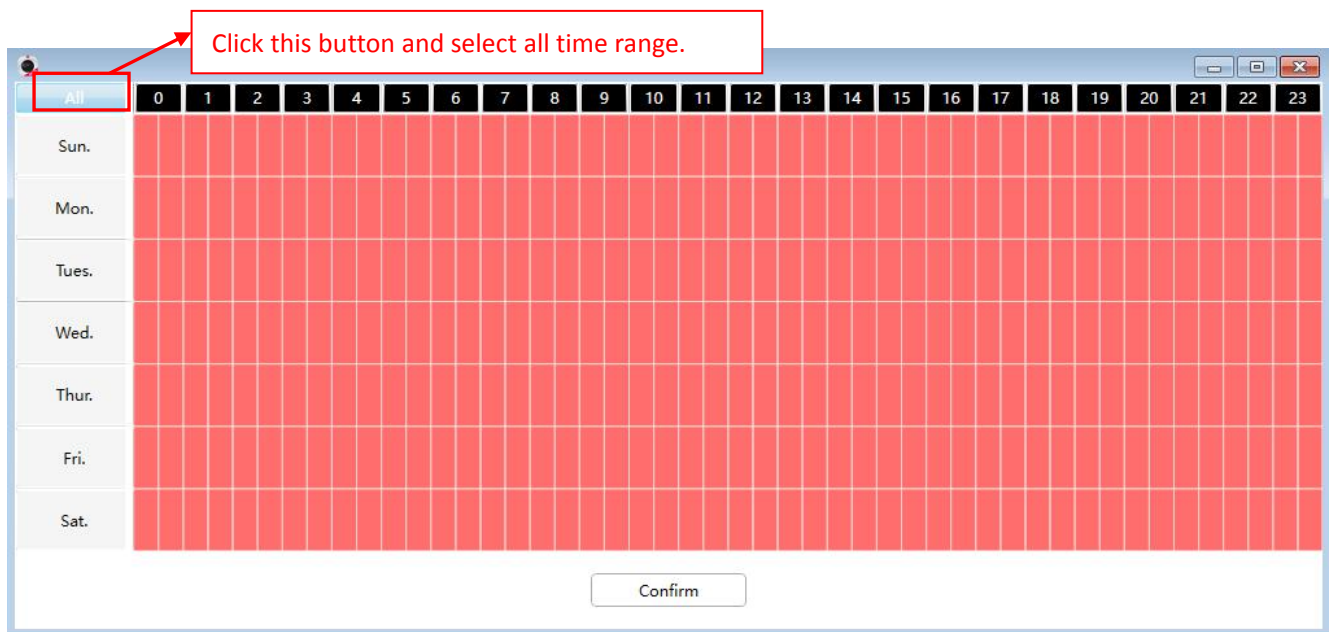 Click this button and select all time range.
All 0 1 2 3 4 5 6 7 8 9 10 11 12 13 14 15 16 17 18 19 20 21 22 23
Sun.
Mon.
Tues.
Wed.
Thur.
Fri.
Sat.
Confirm